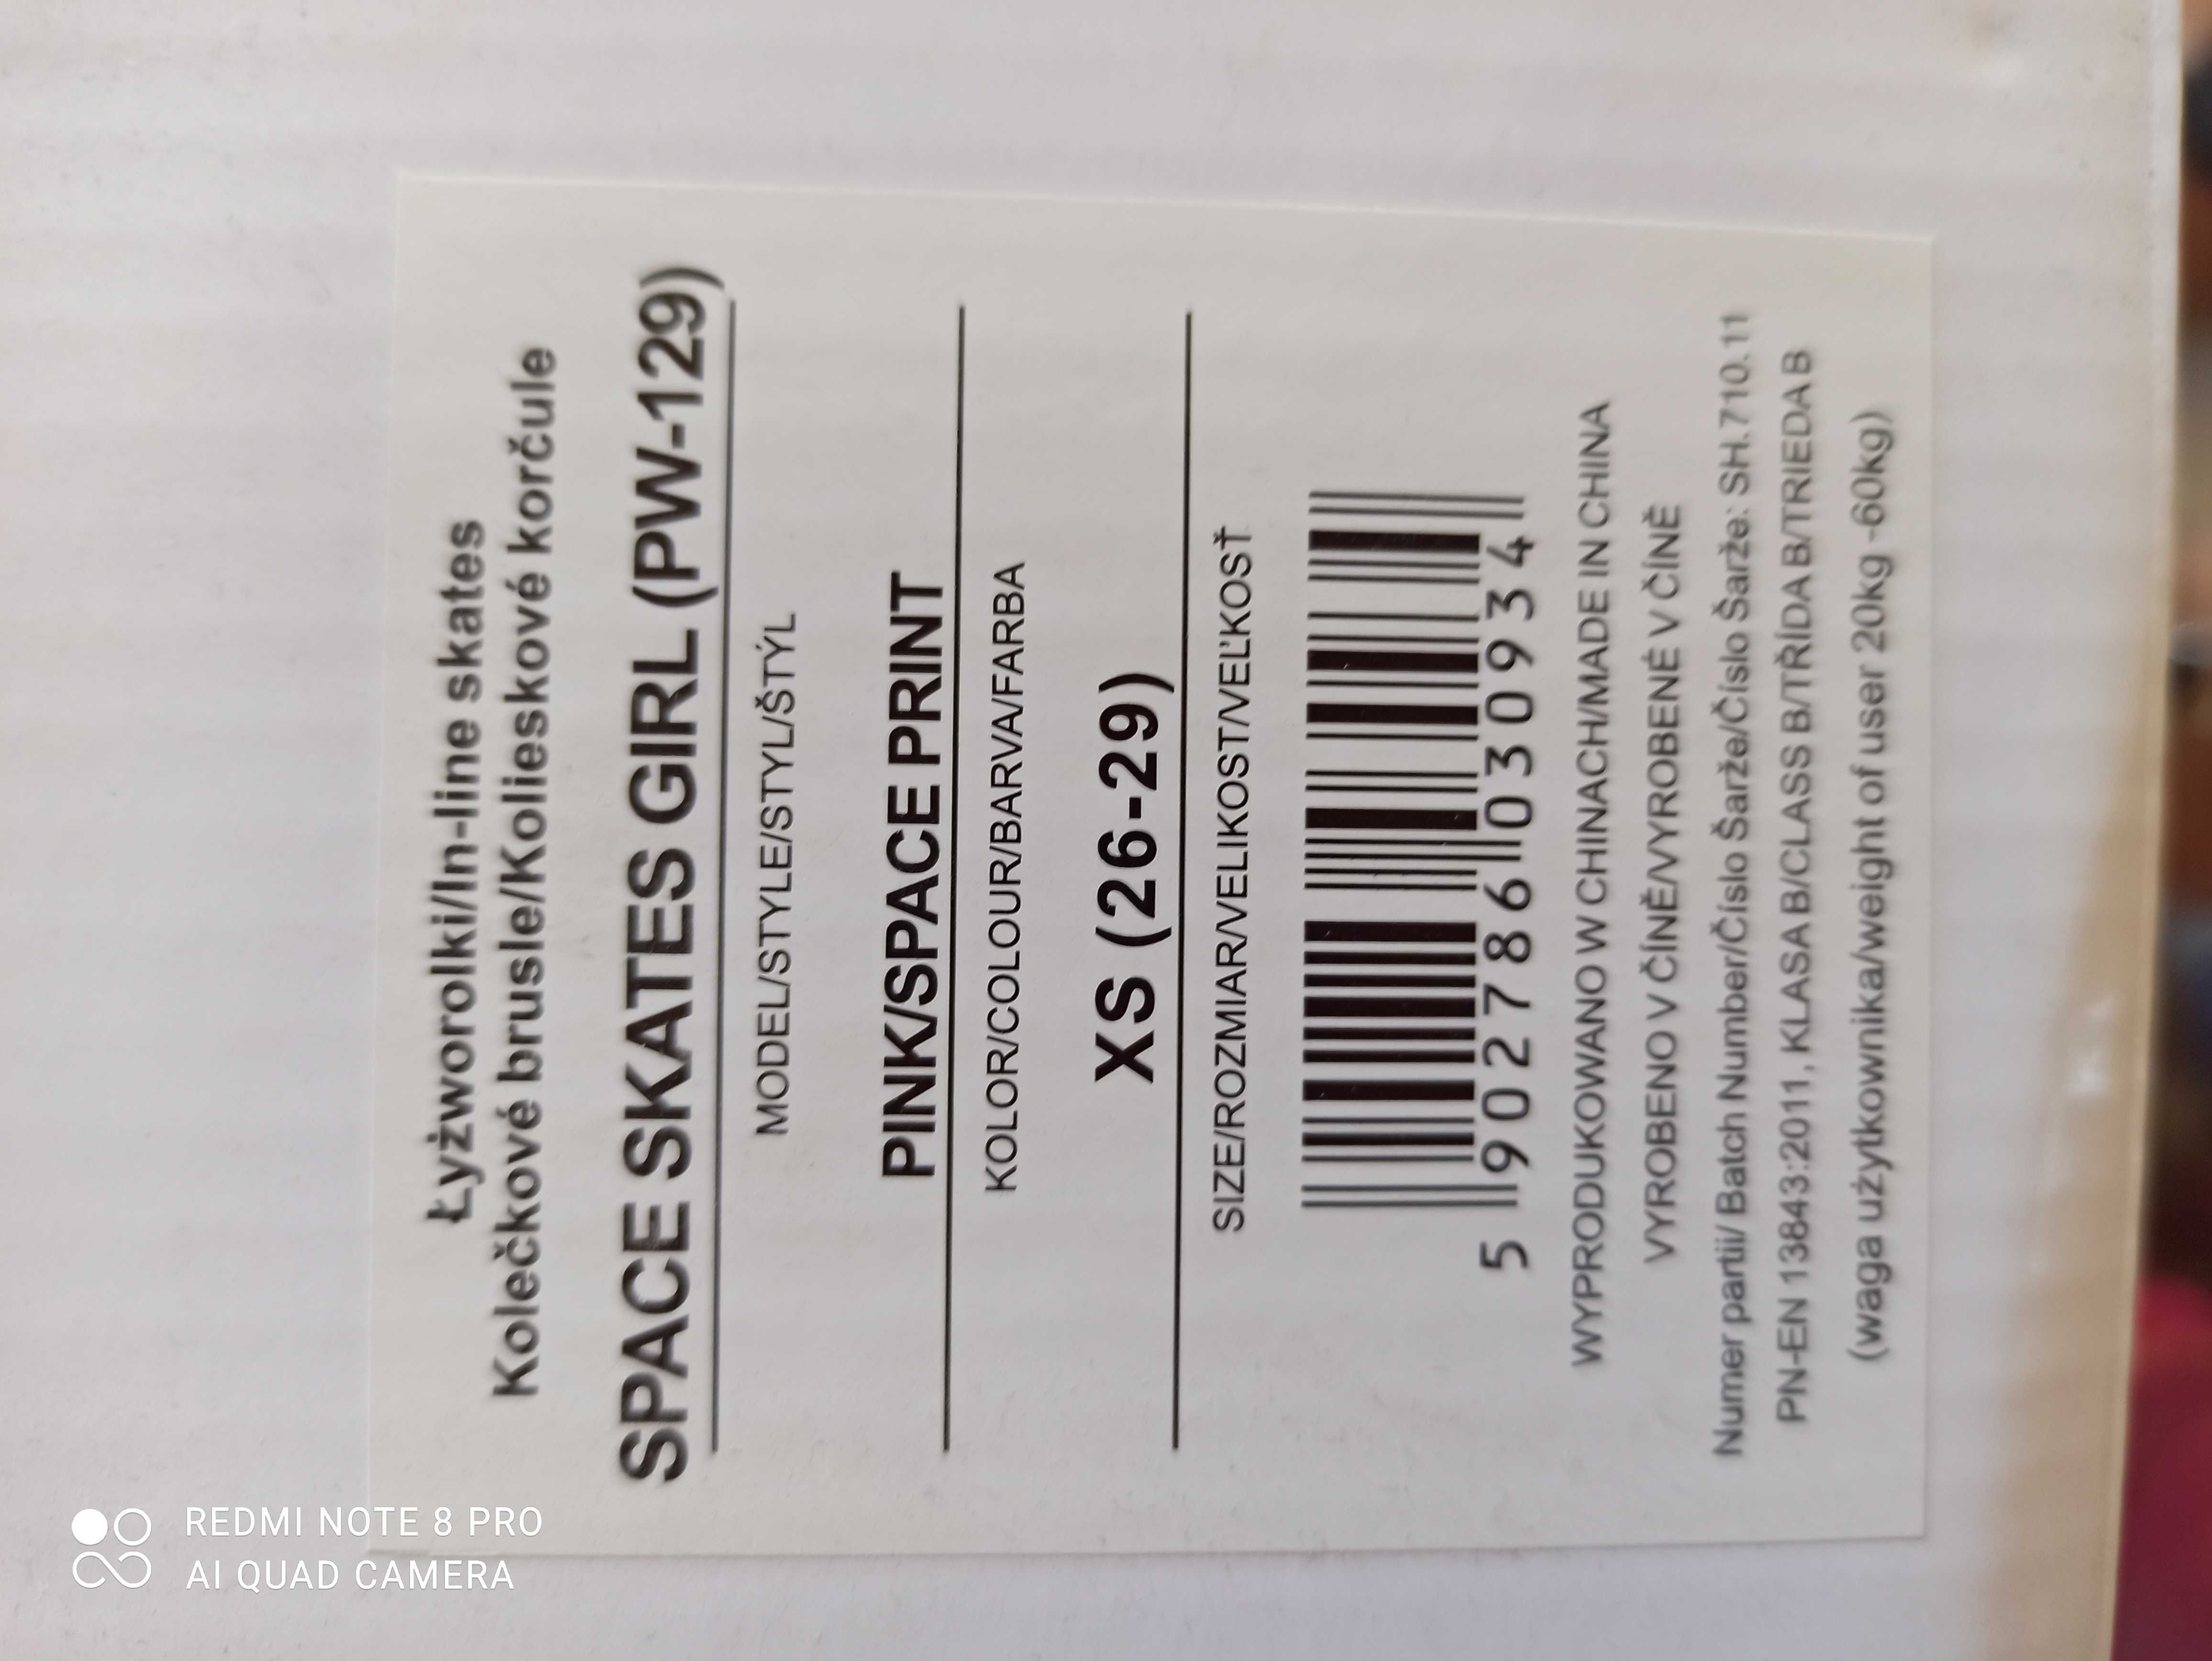 Łyżworolki/In-line skates
Kolečkové brusle/Kolieskové korčule
SPACE SKATES GIRL (PW-129)
MODEL/STYLE/STYL/ŠTÝL
PINK/SPACE PRINT
KOLOR/COLOUR/BARVA/FARBA
XS (26-29)
SIZE/ROZMIAR/VELIKOST/VEĽKOSŤ
5 902786 030934
WYPRODUKOWANO W CHINACH/MADE IN CHINA
VYROBENO V ČÍNĚ/VYROBENÉ V ČÍNĚ
Numer partii/ Batch Number/Číslo Šarže/Číslo Šarže: SH.710.11
PN-EN 13843:2011, KLASA B/CLASS B/TŘÍDA B/TRIEDA B
(waga użytkownika/weight of user 20kg -60kg)
REDMI NOTE 8 PRO
AI QUAD CAMERA